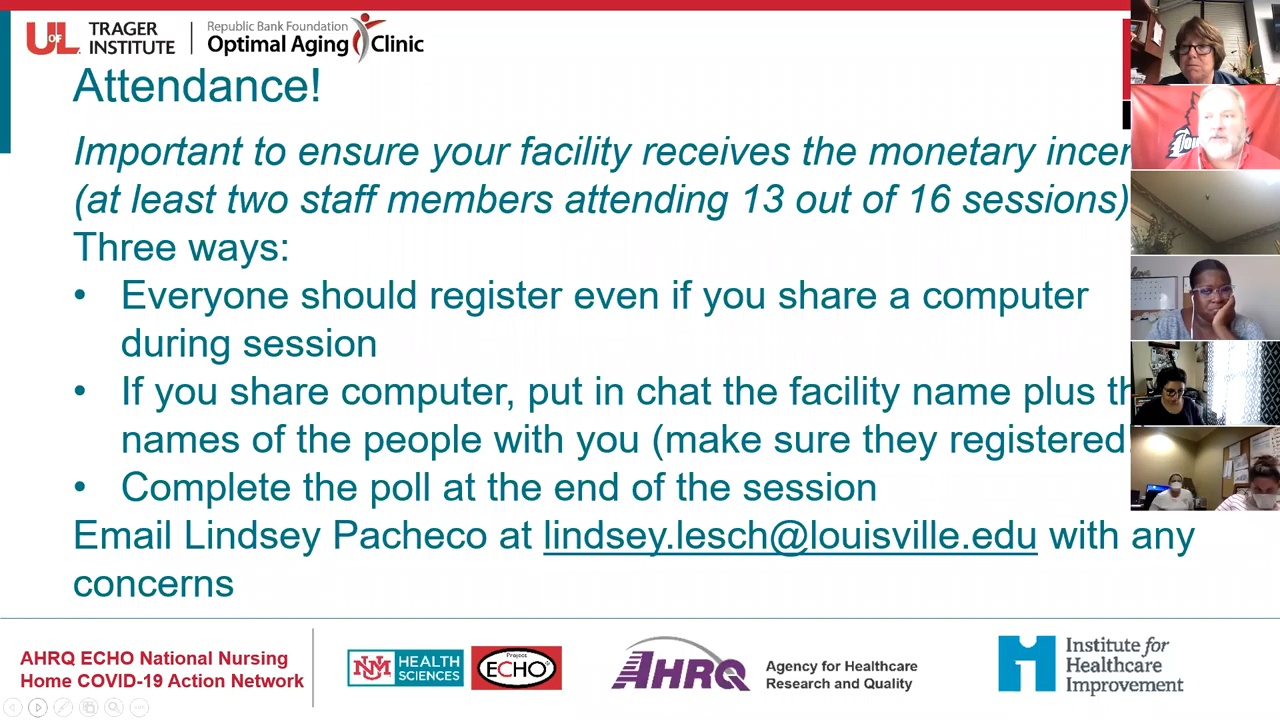 UofL TRAGER INSTITUTE | Republic Bank Foundation Optimal Aging Clinic
Attendance!
Important to ensure your facility receives the monetary
(at least two staff members attending 13 out of 16 sessions)
Three ways:
• Everyone should register even if you share a computer
during session
• If you share computer, put in chat the facility name plus
names of the people with you (make sure they registered
• Complete the poll at the end of the session
Email Lindsey Pacheco at lindsey.lesch@louisville.edu with any
concerns
AHRQ ECHO National Nursing
Home COVID-19 Action Network
UNM HEALTH SCIENCES
Project ECHO®
AHRQ
Agency for Healthcare
Research and Quality
Institute for
Healthcare
Improvement